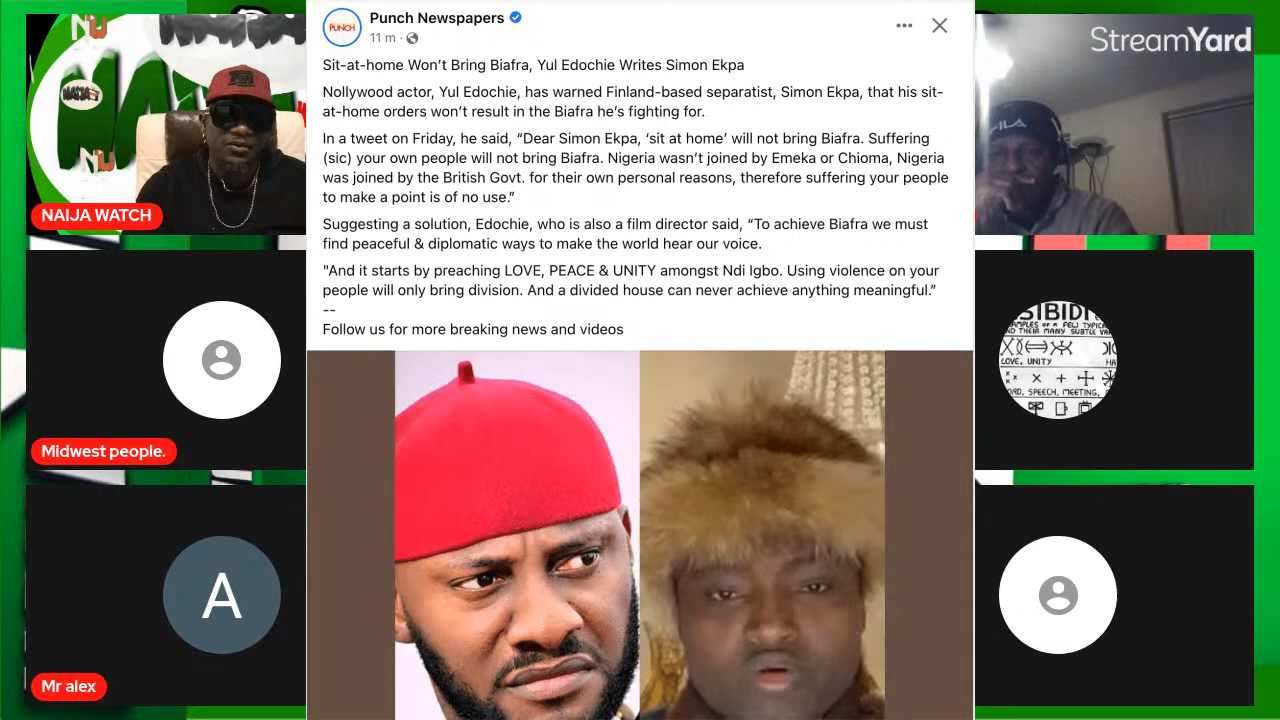 Punch Newspapers
PUNCH
11 m ·
Sit-at-home Won’t Bring Biafra, Yul Edochie Writes Simon Ekpa
Nollywood actor, Yul Edochie, has warned Finland-based separatist, Simon Ekpa, that his sit-
at-home orders won’t result in the Biafra he’s fighting for.
In a tweet on Friday, he said, “Dear Simon Ekpa, ‘sit at home’ will not bring Biafra. Suffering
(sic) your own people will not bring Biafra. Nigeria wasn’t joined by Emeka or Chioma, Nigeria
was joined by the British Govt. for their own personal reasons, therefore suffering your people
to make a point is of no use.”
Suggesting a solution, Edochie, who is also a film director said, “To achieve Biafra we must
find peaceful & diplomatic ways to make the world hear our voice.
"And it starts by preaching LOVE, PEACE & UNITY amongst Ndi Igbo. Using violence on your
people will only bring division. And a divided house can never achieve anything meaningful.”
--
Follow us for more breaking news and videos
StreamYard
NU
NU
NAIJA WATCH
Midwest people.
A
Mr alex
SIBIDI
LOVE, UNITY
SPEECH, MEETING,